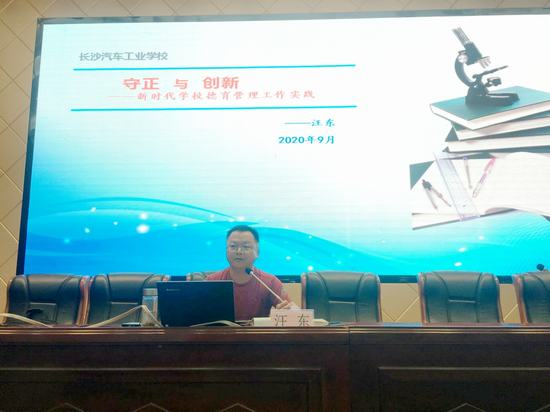 长沙汽车工业学校
守正 与 创新
——新时代学校德育管理工作实践
——汪东
2020年9月
汪 东